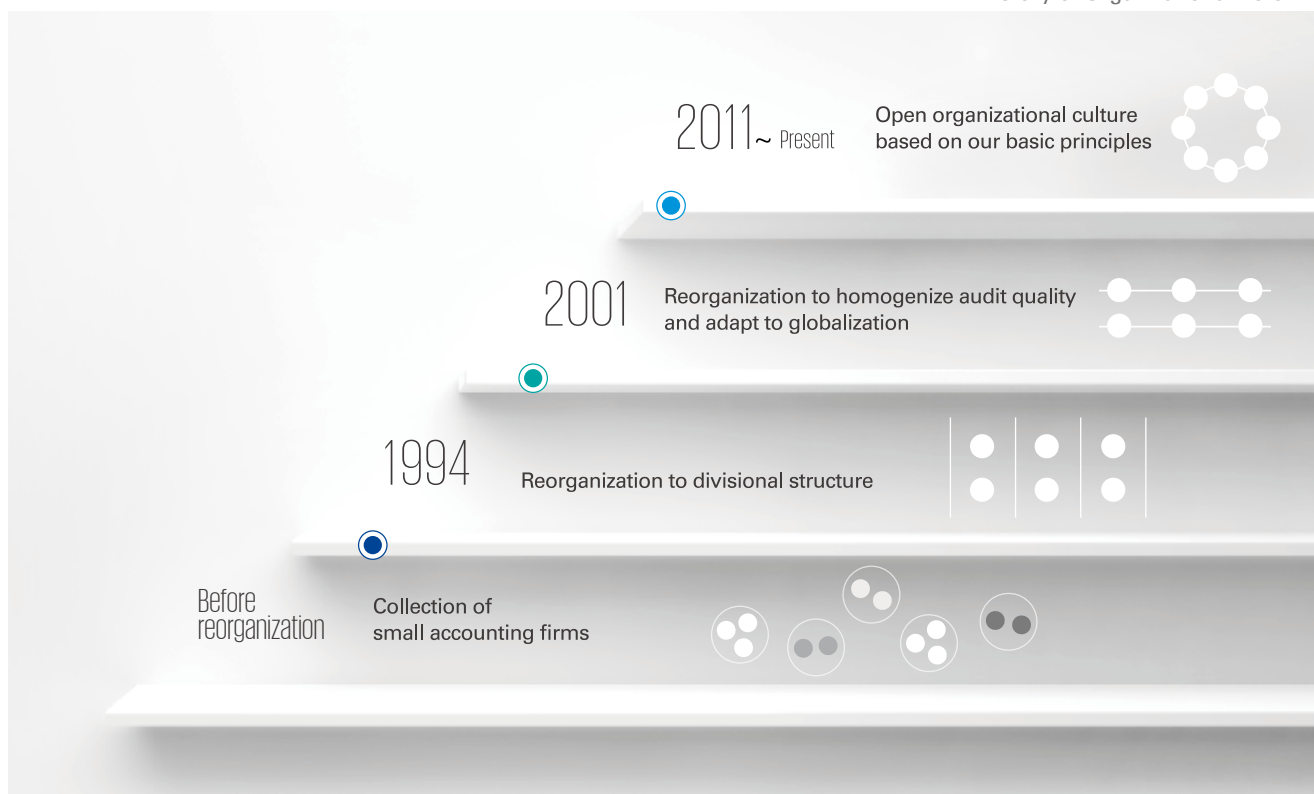 2011~ Present
Open organizational culture
based on our basic principles
2001
Reorganization to homogenize audit quality
and adapt to globalization
1994
Reorganization to divisional structure
Before
reorganization
Collection of
small accounting firms